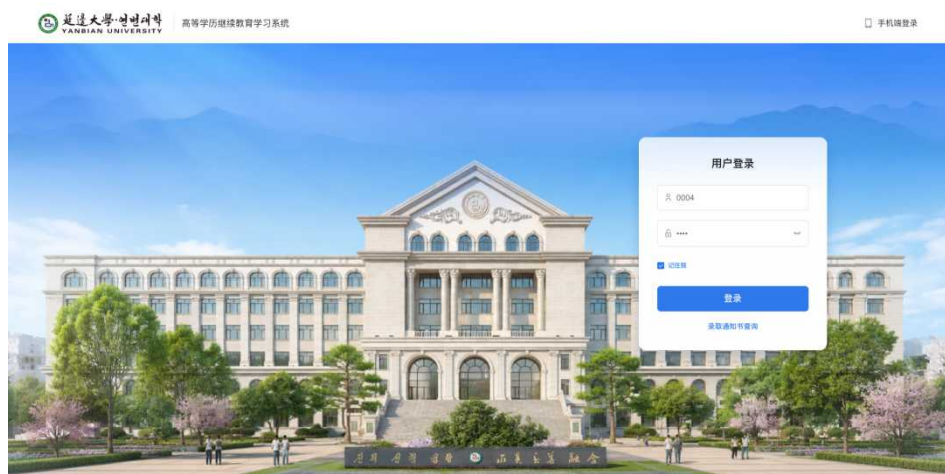 延邊大學·연변대학
YANBIAN UNIVERSITY
高等学历继续教育学习系统
手机端登录
用户登录
0004
••••
记住我
登录
录取通知书查询